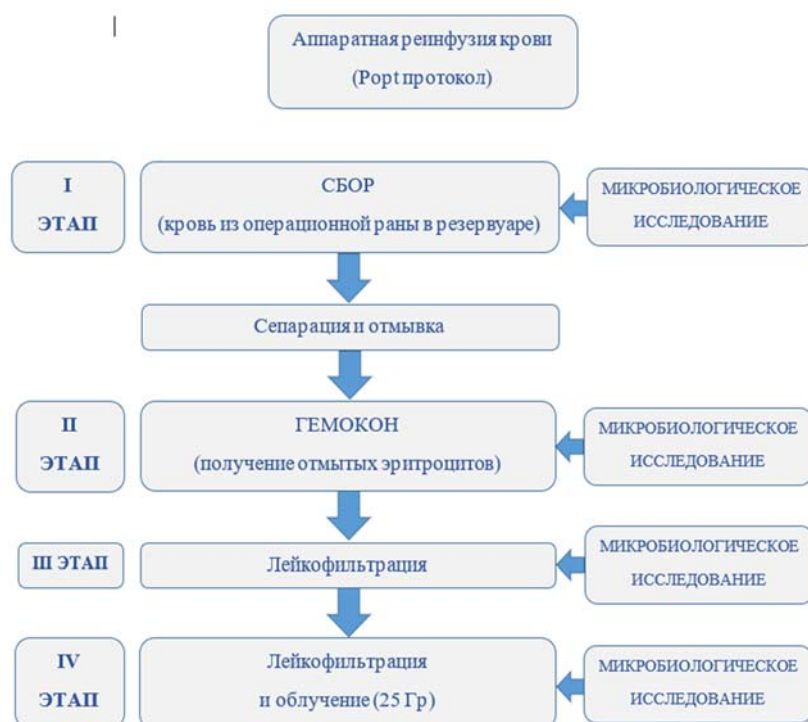 Аппаратная реинфузия крови
(Popt протокол)
I
ЭТАП
СБОР
(кровь из операционной раны в резервуаре)
МИКРОБИОЛОГИЧЕСКОЕ
ИССЛЕДОВАНИЕ
Сепарация и отмывка
II
ЭТАП
ГЕМОКОН
(получение отмытых эритроцитов)
МИКРОБИОЛОГИЧЕСКОЕ
ИССЛЕДОВАНИЕ
III ЭТАП
Лейкофильтрация
МИКРОБИОЛОГИЧЕСКОЕ
ИССЛЕДОВАНИЕ
IV
ЭТАП
Лейкофильтрация
и облучение (25 Гр)
МИКРОБИОЛОГИЧЕСКОЕ
ИССЛЕДОВАНИЕ